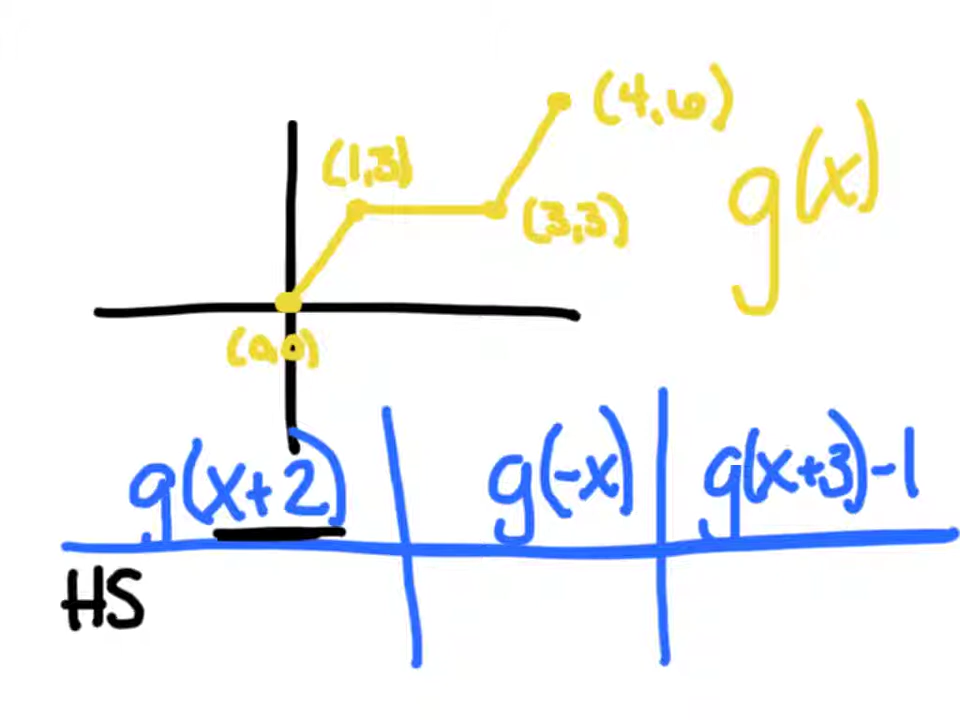 (4,6)
(1,3)
g(x)
(3,3)
(0,0)
g(x+2)
g(-x)
g(x+3)-1
HS